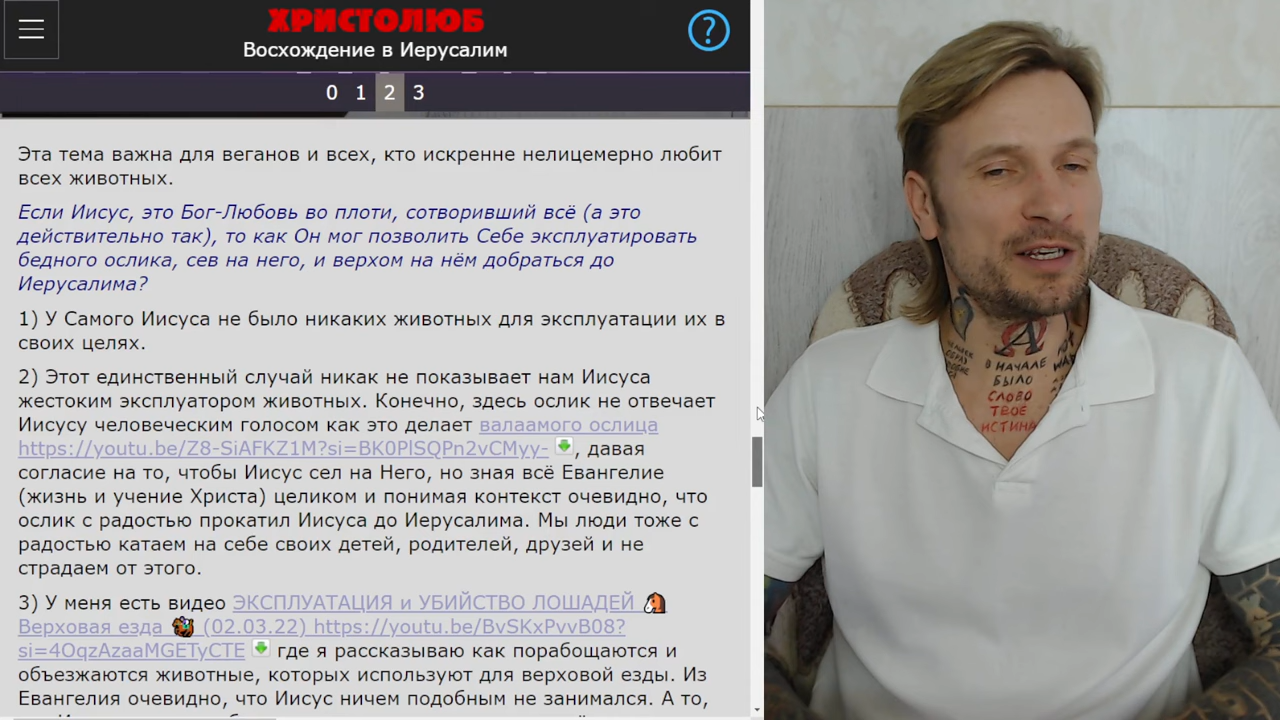 ХРИСТОЛЮБ
Восхождение в Иерусалим
0 1 2 3
Эта тема важна для веганов и всех, кто искренне нелицемерно любит
всех животных.
Если Иисус, это Бог-Любовь во плоти, сотворивший всё (а это
действительно так), то как Он мог позволить Себе эксплуатировать
бедного ослика, сев на него, и верхом на нём добраться до
Иерусалима?
1) У Самого Иисуса не было никаких животных для эксплуатации их в
своих целях.
2) Этот единственный случай никак не показывает нам Иисуса
жестоким эксплуатором животных. Конечно, здесь ослик не отвечает
Иисусу человеческим голосом как это делает валаамого ослица
https://youtu.be/Z8-SiAFKZ1M?si=BK0PlSQPn2vCMyy- , давая
согласие на то, чтобы Иисус сел на Него, но зная всё Евангелие
(жизнь и учение Христа) целиком и понимая контекст очевидно, что
ослик с радостью прокатил Иисуса до Иерусалима. Мы люди тоже с
радостью катаем на себе своих детей, родителей, друзей и не
страдаем от этого.
3) У меня есть видео ЭКСПЛУАТАЦИЯ и УБИЙСТВО ЛОШАДЕЙ
Верховая езда (02.03.22) https://youtu.be/BvSKxPvvB08?
si=4OqzAzaaMGETyCTE где я рассказываю как порабощаются и
объезжаются животные, которых используют для верховой езды. Из
Евангелия очевидно, что Иисус ничем подобным не занимался. А то,
В НАЧАЛЕ
БЫЛО
СЛОВО
ТВОЕ
ИСТИНА